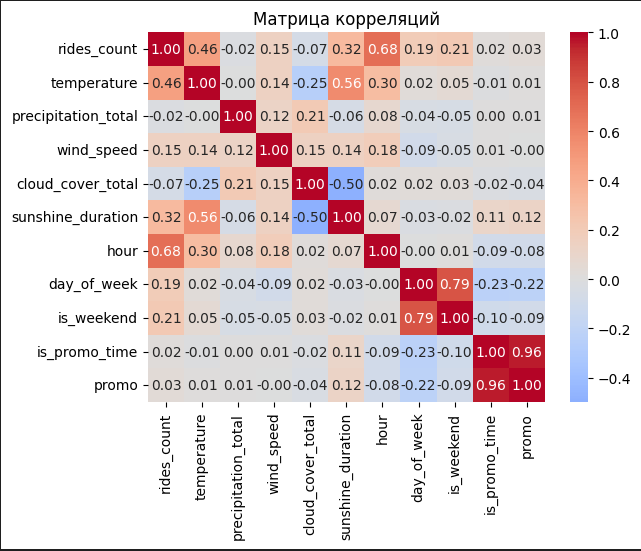 Матрица корреляций
rides_count 1.00 0.46 -0.02 0.15 -0.07 0.32 0.68 0.19 0.21 0.02 0.03
temperature 0.46 1.00 -0.00 0.14 -0.25 0.56 0.30 0.02 0.05 -0.01 0.01
precipitation_total -0.02 -0.00 1.00 0.12 0.21 -0.06 0.08 -0.04 -0.05 0.00 0.01
wind_speed 0.15 0.14 0.12 1.00 0.15 0.14 0.18 -0.09 -0.05 0.01 -0.00
cloud_cover_total -0.07 -0.25 0.21 0.15 1.00 -0.50 0.02 0.02 0.03 -0.02 -0.04
sunshine_duration 0.32 0.56 -0.06 0.14 -0.50 1.00 0.07 -0.03 -0.02 0.11 0.12
hour 0.68 0.30 0.08 0.18 0.02 0.07 1.00 -0.00 0.01 -0.09 -0.08
day_of_week 0.19 0.02 -0.04 -0.09 0.02 -0.03 -0.00 1.00 0.79 -0.23 -0.22
is_weekend 0.21 0.05 -0.05 -0.05 0.03 -0.02 0.01 0.79 1.00 -0.10 -0.09
is_promo_time 0.02 -0.01 0.00 0.01 -0.02 0.11 -0.09 -0.23 -0.10 1.00 0.96
promo 0.03 0.01 0.01 -0.00 -0.04 0.12 -0.08 -0.22 -0.09 0.96 1.00
rides_count
temperature
precipitation_total
wind_speed
cloud_cover_total
sunshine_duration
hour
day_of_week
is_weekend
is_promo_time
promo
1.0
0.8
0.6
0.4
0.2
0.0
−0.2
−0.4